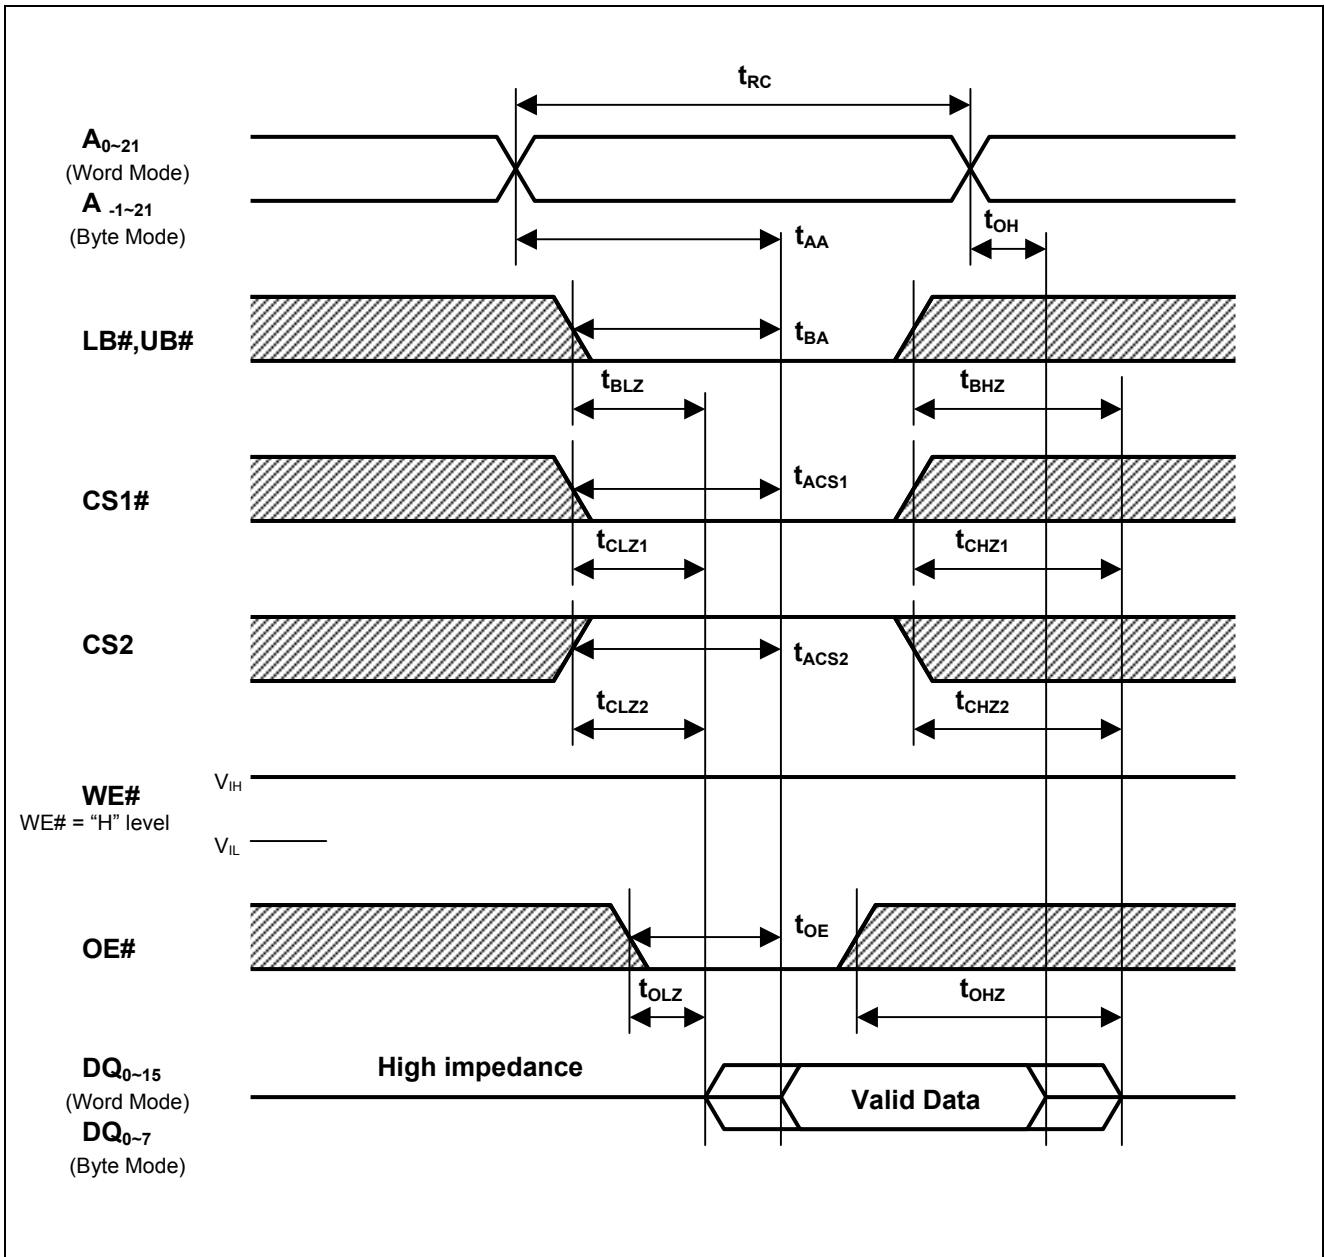 tRC
A0~21
(Word Mode)
A -1~21
(Byte Mode)
tOH
tAA
LB#,UB#
tBA
tBLZ
tBHZ
CS1#
tACS1
tCLZ1
tCHZ1
CS2
tACS2
tCLZ2
tCHZ2
VIH
WE#
WE# = “H” level
VIL
OE#
tOE
tOLZ
tOHZ
High impedance
DQ0~15
(Word Mode)
Valid Data
DQ0~7
(Byte Mode)